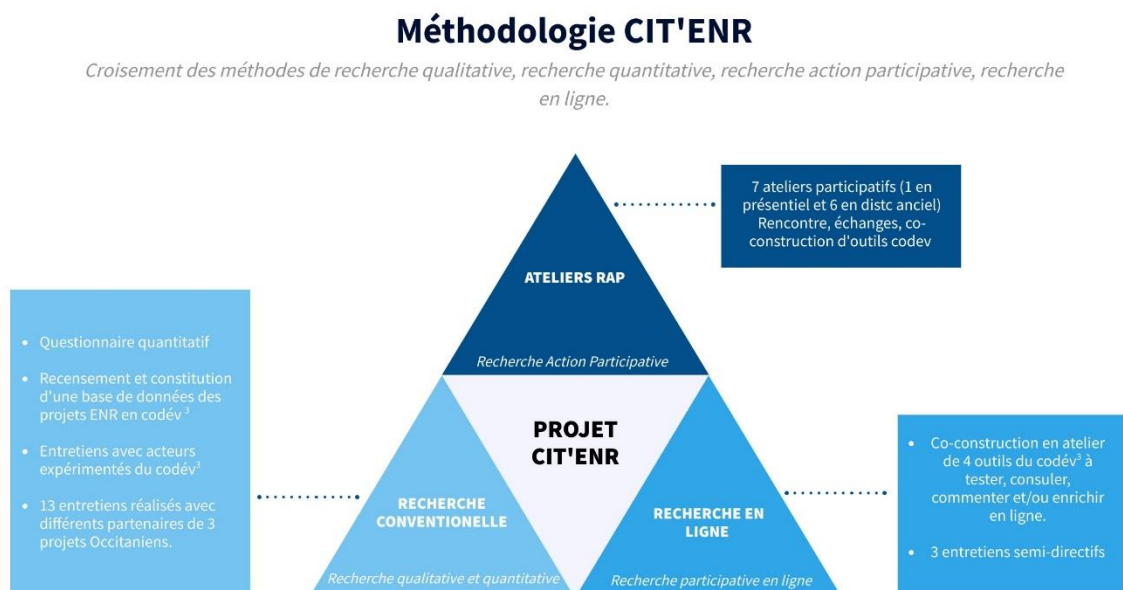 Méthodologie CIT'ENR
Croisement des méthodes de recherche qualitative, recherche quantitative, recherche action participative, recherche
en ligne.
7 ateliers participatifs (1 en
présentiel et 6 en distc anciel)
Rencontre, échanges, co-
construction d'outils codev
ATELIERS RAP
Recherche Action Participative
• Questionnaire quantitatif
• Recensement et constitution
d'une base de données des
projets ENR en codév ³
• Entretiens avec acteurs
expérimentés du codév³
• 13 entretiens réalisés avec
différents partenaires de 3
projets Occitaniens.
PROJET
CIT'ENR
RECHERCHE
CONVENTIONELLE
Recherche qualitative et quantitative
RECHERCHE EN
LIGNE
Recherche participative en ligne
• Co-construction en atelier
de 4 outils du codév³ à
tester, consuler,
commenter et/ou enrichir
en ligne.
• 3 entretiens semi-directifs